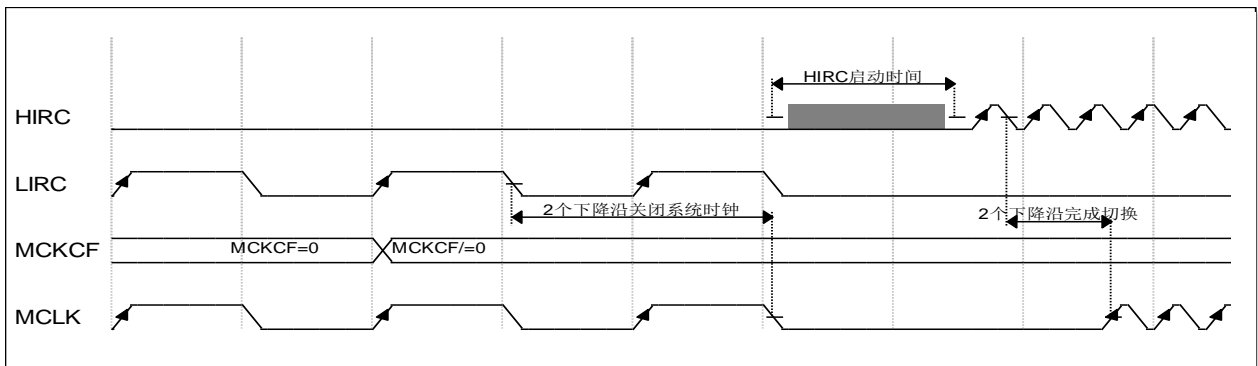 HIRC启动时间
HIRC
LIRC
2个下降沿关闭系统时钟
2个下降沿完成切换
MCKCF
MCKCF=0
MCKCF/=0
MCLK